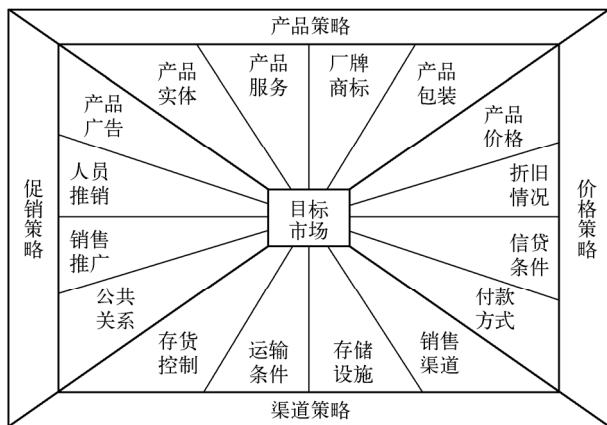 产品策略
产品
实体
产品
服务
厂牌
商标
产品
包装
产品
广告
产品
价格
人员
推销
折旧
情况
促销策略
目标
市场
价格策略
销售
推广
信贷
条件
公共
关系
付款
方式
存货
控制
运输
条件
存储
设施
销售
渠道
渠道策略